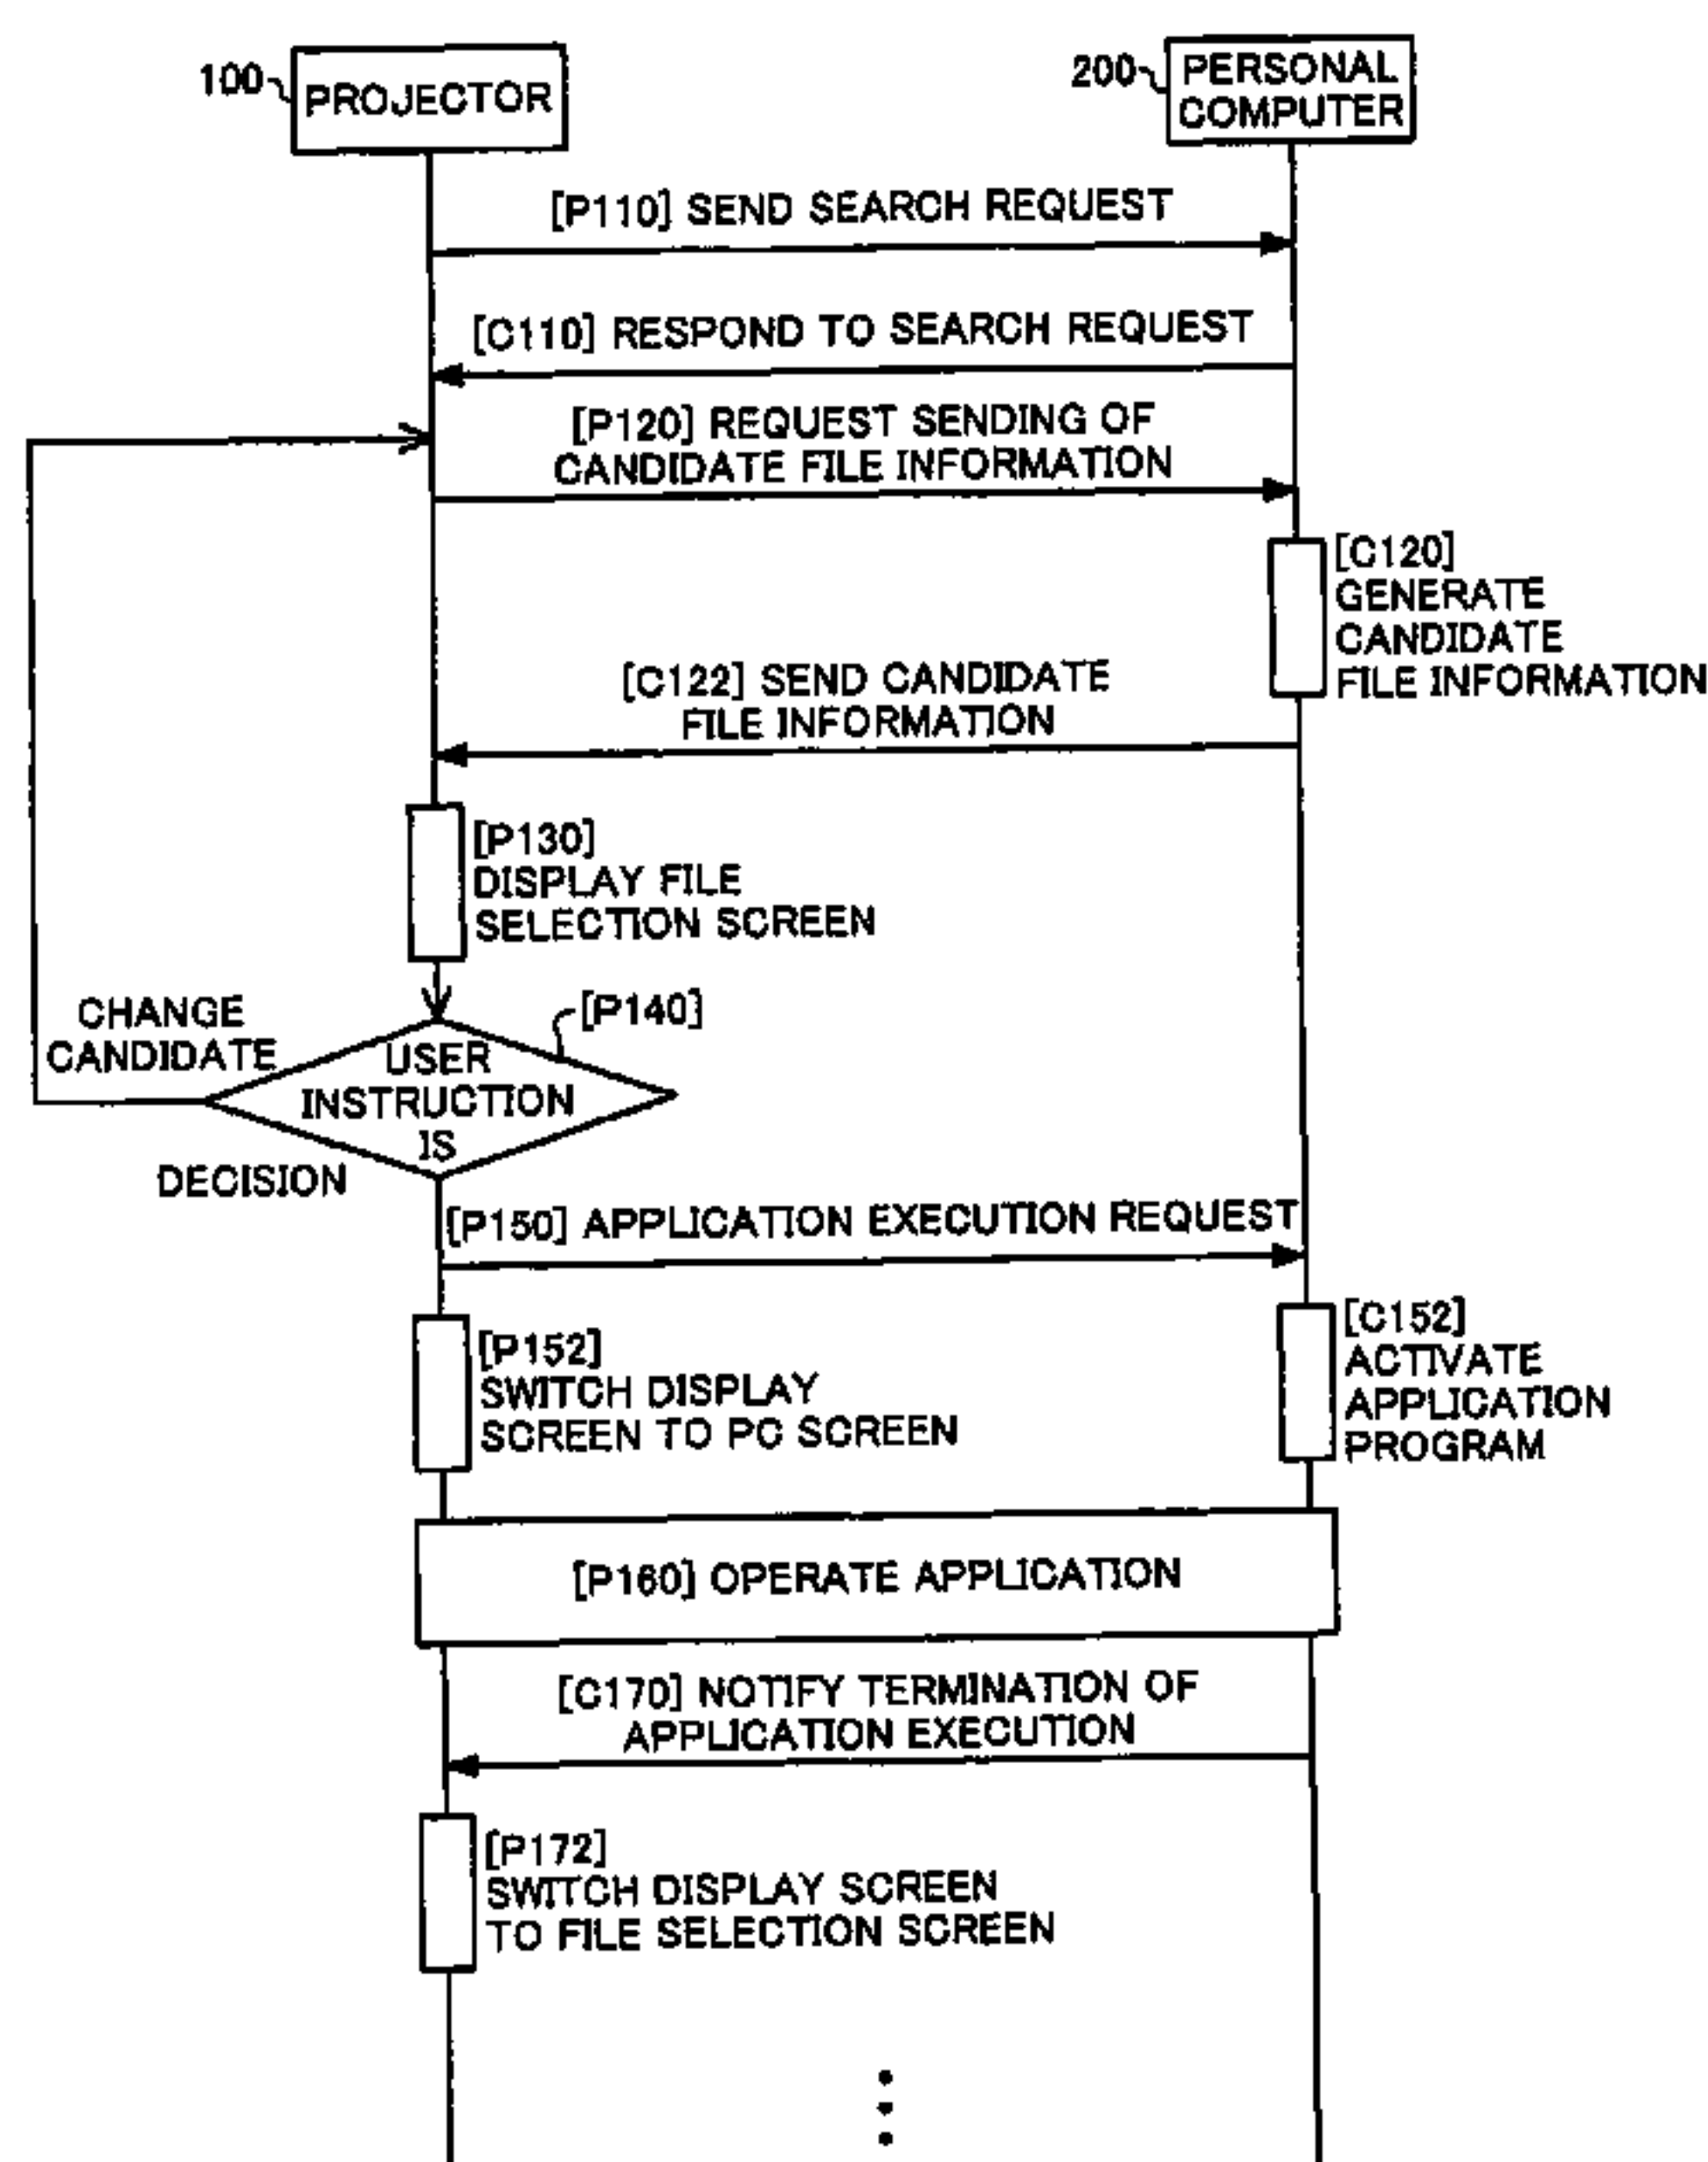 100
PROJECTOR
200
PERSONAL
COMPUTER
[P110] SEND SEARCH REQUEST
[C110] RESPOND TO SEARCH REQUEST
[P120] REQUEST SENDING OF
CANDIDATE FILE INFORMATION
[C120]
GENERATE
CANDIDATE
FILE INFORMATION
[C122] SEND CANDIDATE
FILE INFORMATION
[P130]
DISPLAY FILE
SELECTION SCREEN
[P140]
CHANGE
CANDIDATE
USER
INSTRUCTION
IS
DECISION
[P150] APPLICATION EXECUTION REQUEST
[P152]
SWITCH DISPLAY
SCREEN TO PC SCREEN
[C152]
ACTIVATE
APPLICATION
PROGRAM
[P160] OPERATE APPLICATION
[C170] NOTIFY TERMINATION OF
APPLICATION EXECUTION
[P172]
SWITCH DISPLAY SCREEN
TO FILE SELECTION SCREEN